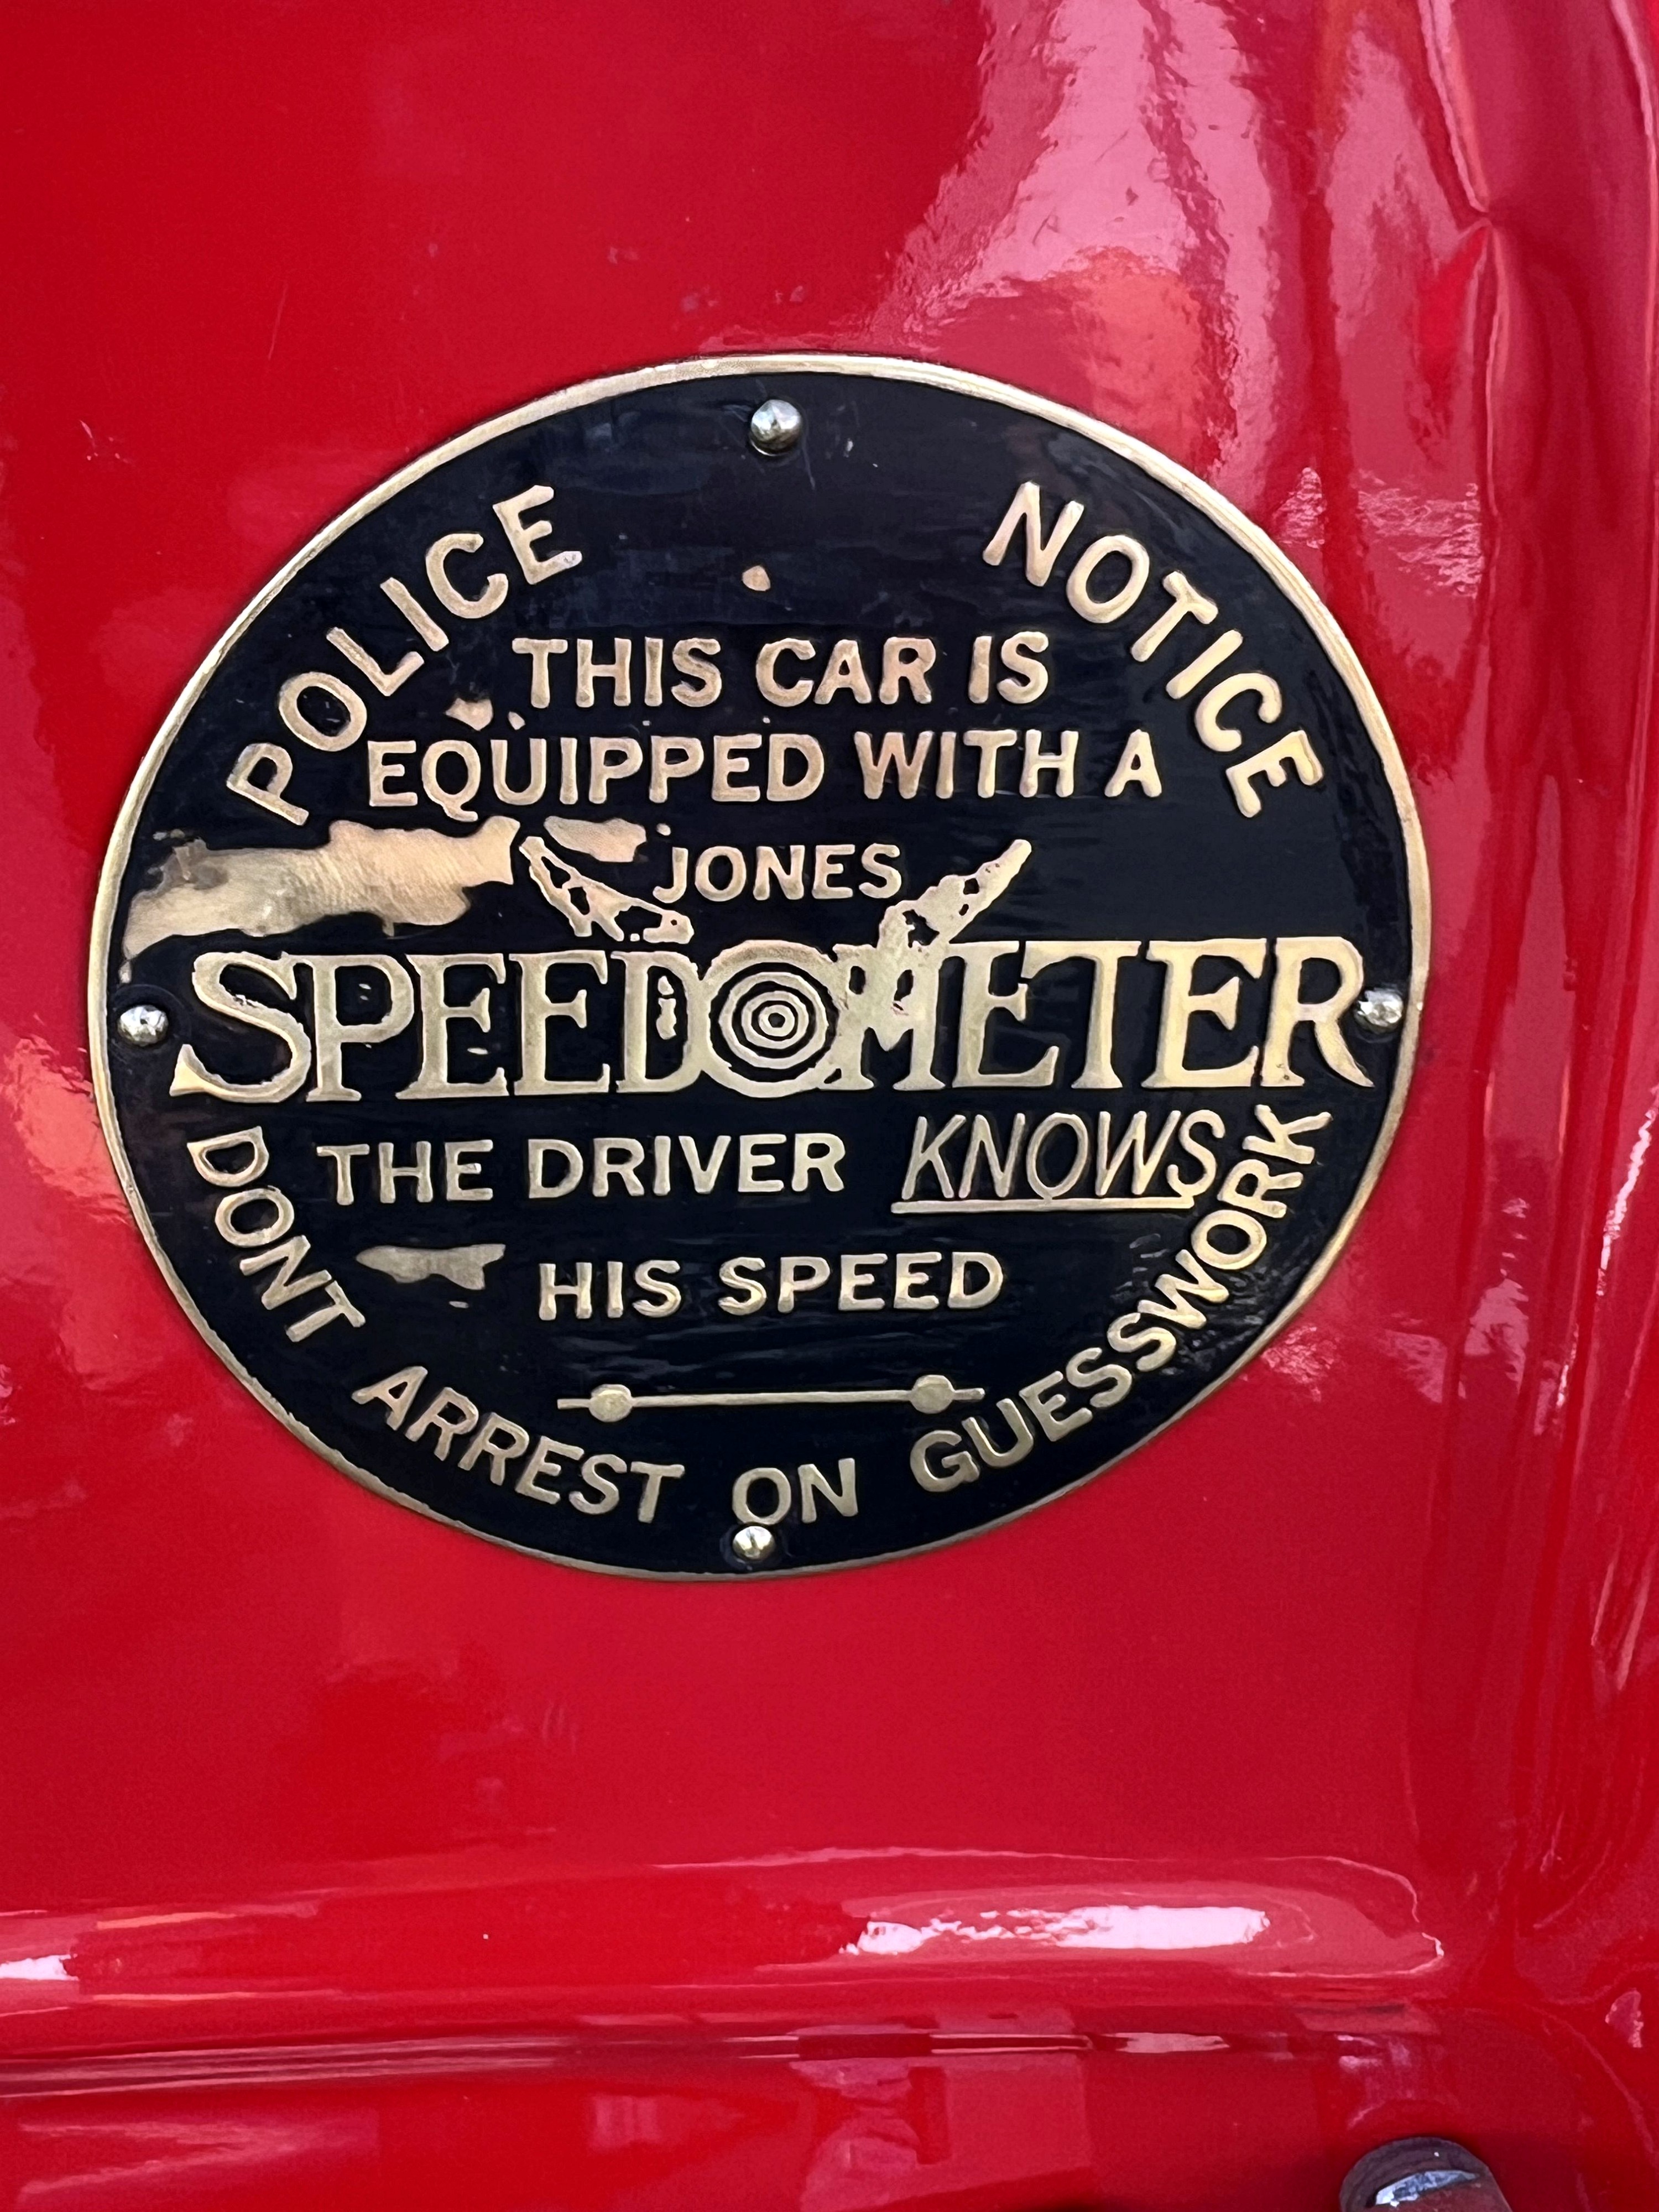 POLICE NOTICE
THIS CAR IS
EQUIPPED WITH A
JONES
SPEEDOMETER
THE DRIVER KNOWS
HIS SPEED
DONT ARREST ON GUESSWORK